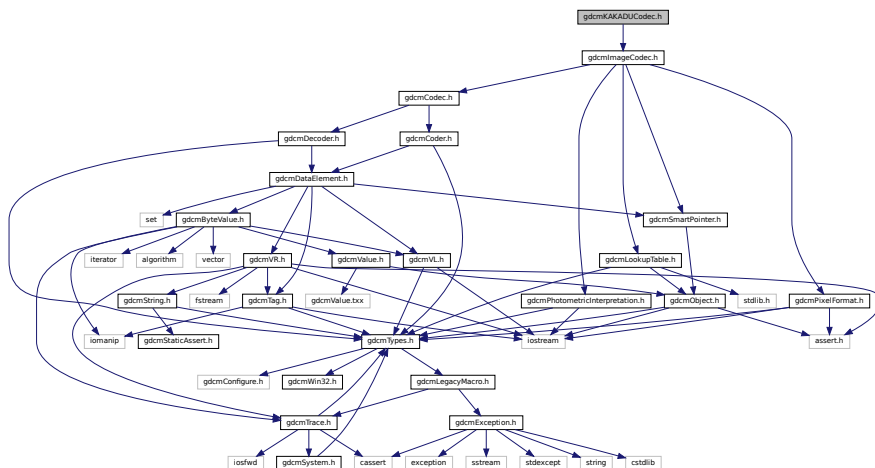 gdcmKAKADUCodec.h
gdcmImageCodec.h
gdcmCodec.h
gdcmDecoder.h
gdcmCoder.h
gdcmDataElement.h
set
gdcmByteValue.h
gdcmSmartPointer.h
iterator
algorithm
vector
gdcmVR.h
gdcmValue.h
gdcmVL.h
gdcmLookupTable.h
gdcmString.h
fstream
gdcmTag.h
gdcmValue.txx
gdcmPhotometricInterpretation.h
gdcmObject.h
stdlib.h
gdcmPixelFormat.h
iomanip
gdcmStaticAssert.h
gdcmTypes.h
iostream
assert.h
gdcmConfigure.h
gdcmWin32.h
gdcmLegacyMacro.h
gdcmTrace.h
gdcmException.h
iosfwd
gdcmSystem.h
cassert
exception
sstream
stdexcept
string
cstdlib